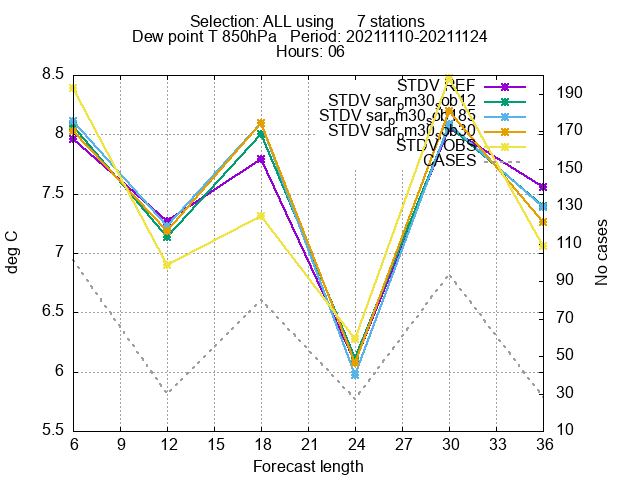 Selection: ALL using 7 stations
Dew point T 850hPa Period: 20211110-20211124
Hours: 06
8.5
8
7.5
7
6.5
6
5.5
190
170
150
130
110
90
70
50
30
10
STDV REF
STDV sar_pm30_sob12
STDV sar_pm30_sob185
STDV sar_pm30_sob30
STDV OBS
CASES
deg C
No cases
6 9 12 15 18 21 24 27 30 33 36
Forecast length